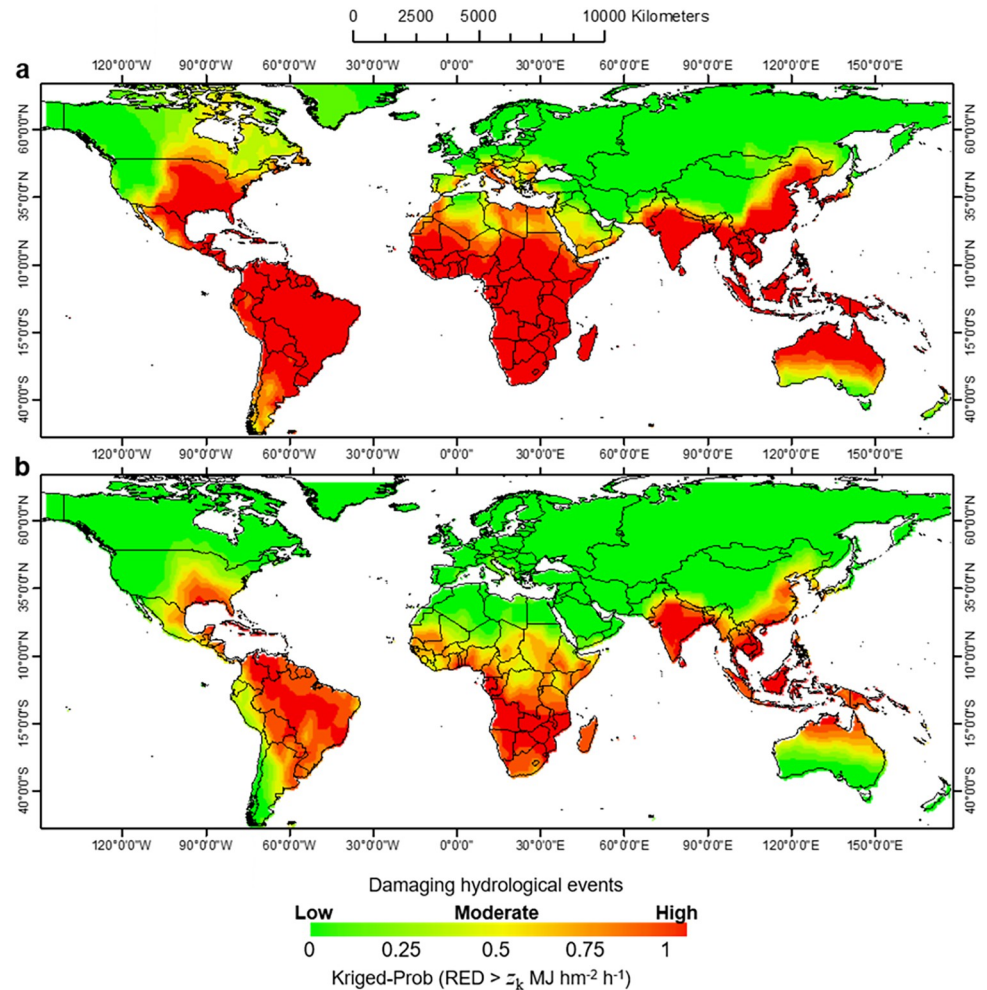 0 2500 5000 10000 Kilometers
120°0'0"W 90°0'0"W 60°0'0"W 30°0'0"W 0°0'0" 30°0'0"E 60°0'0"E 90°0'0"E 120°0'0"E 150°0'0"E
a
60°0'0"N 60°0'0"N
35°0'0"N 35°0'0"N
10°0'0"N 10°0'0"N
15°0'0"S 15°0'0"S
40°0'0"S 40°0'0"S
120°0'0"W 90°0'0"W 60°0'0"W 30°0'0"W 0°0'0" 30°0'0"E 60°0'0"E 90°0'0"E 120°0'0"E 150°0'0"E
b
60°0'0"N 60°0'0"N
35°0'0"N 35°0'0"N
10°0'0"N 10°0'0"N
15°0'0"S 15°0'0"S
40°0'0"S 40°0'0"S
120°0'0"W 90°0'0"W 60°0'0"W 30°0'0"W 0°0'0" 30°0'0"E 60°0'0"E 90°0'0"E 120°0'0"E 150°0'0"E
Damaging hydrological events
Low Moderate High
0 0.25 0.5 0.75 1
Kriged-Prob (RED > zₖ MJ hm⁻² h⁻¹)